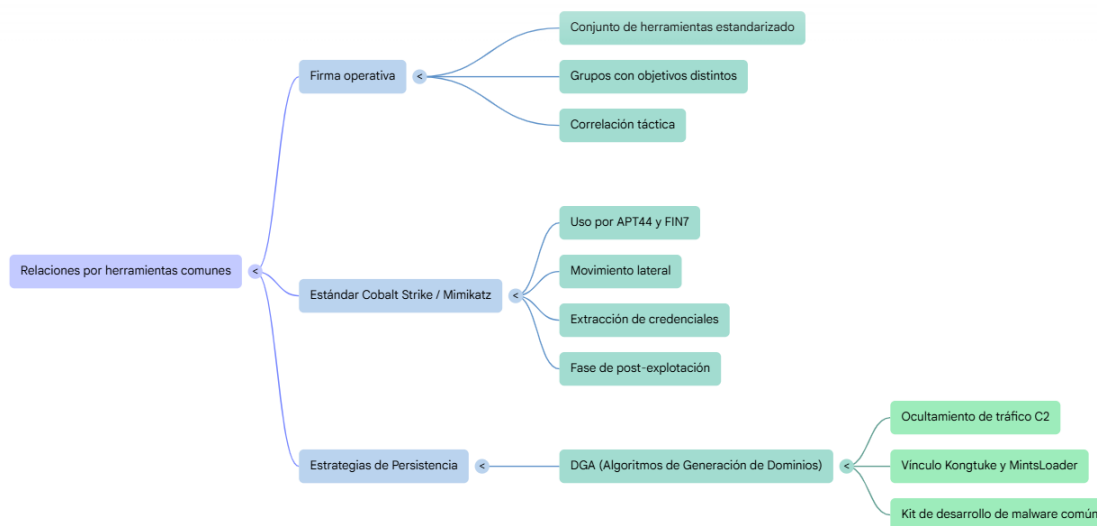 Relaciones por herramientas comunes
<
Firma operativa
<
Conjunto de herramientas estandarizado
Grupos con objetivos distintos
Correlación táctica
Estándar Cobalt Strike / Mimikatz
<
Uso por APT44 y FIN7
Movimiento lateral
Extracción de credenciales
Fase de post-explotación
Estrategias de Persistencia
<
DGA (Algoritmos de Generación de Dominios)
<
Ocultamiento de tráfico C2
Vínculo Kongtuke y MintsLoader
Kit de desarrollo de malware común